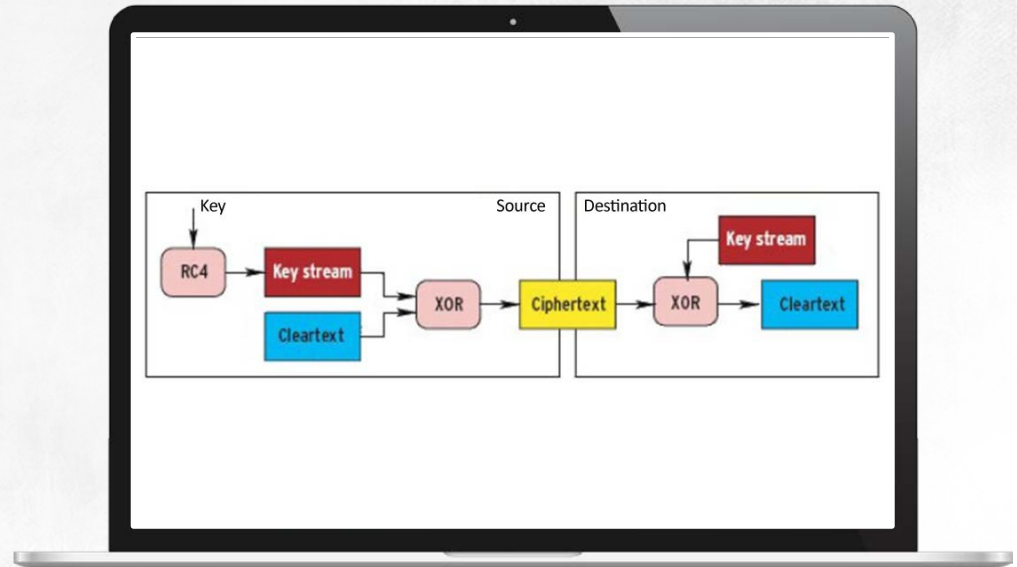 Key
Source
Destination
RC4
Key stream
Cleartext
XOR
Ciphertext
Key stream
XOR
Cleartext